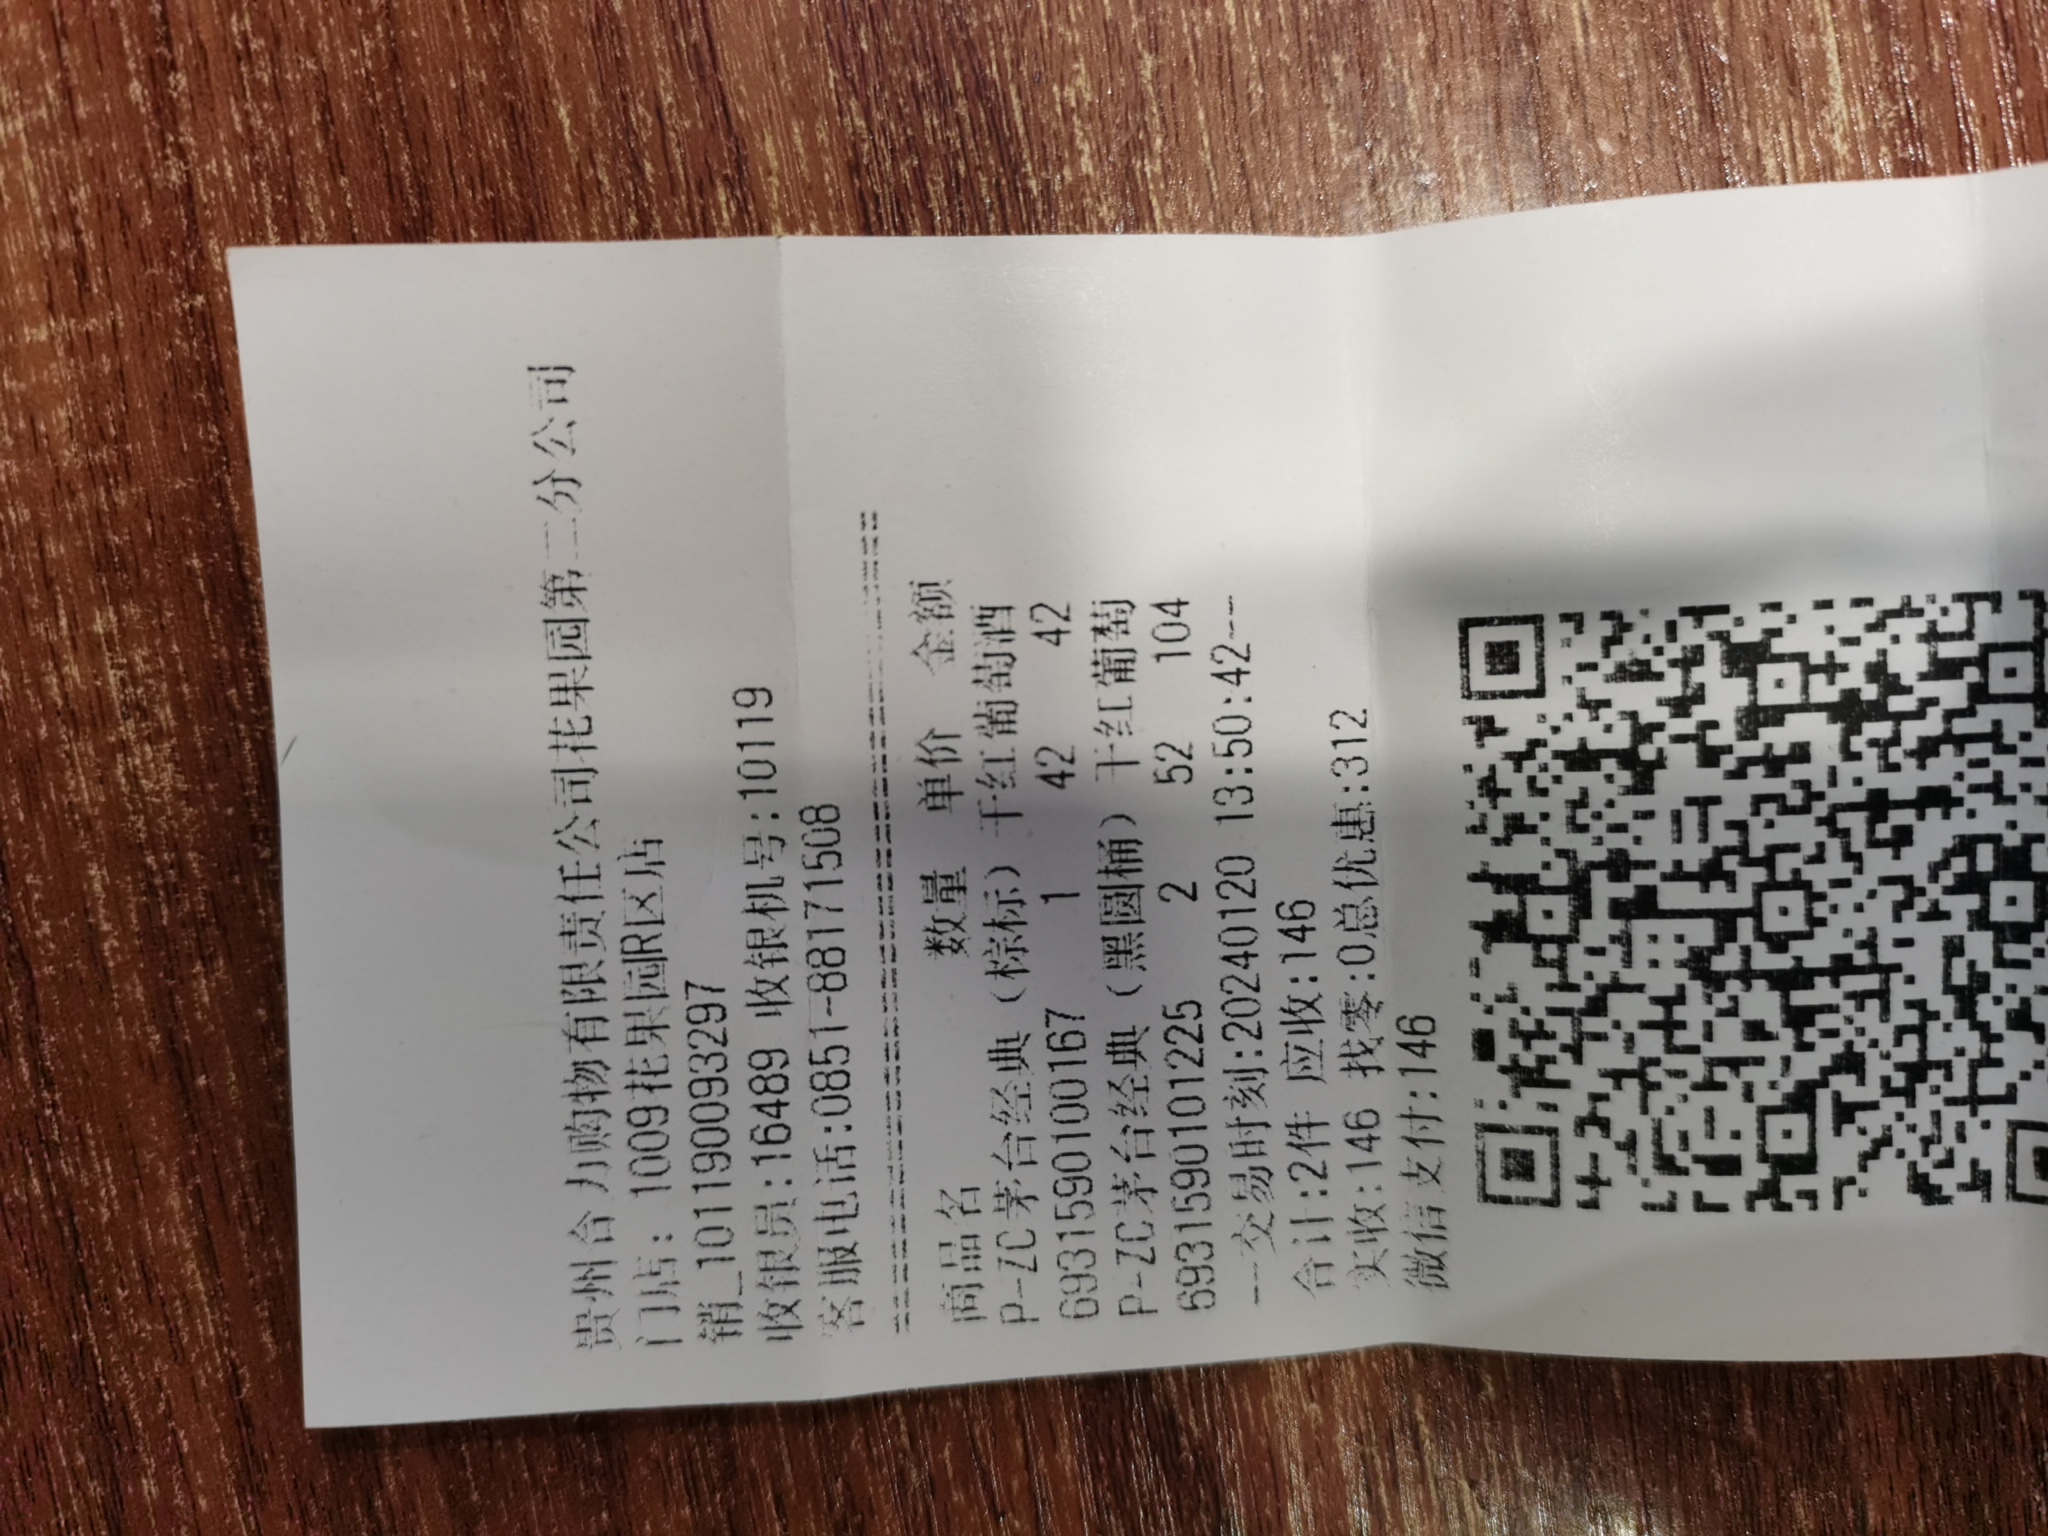 贵州合力购物有限责任公司花果园第二分公司
门店: 1009花果园R区店
销_1011900093297
收银员:16489 收银机号:10119
客服电话:0851-88171508
================================
商品名 数量 单价 金额
P-ZC茅台经典(棕标)干红葡萄酒
6931590100167 1 42 42
P-ZC茅台经典(黑圆桶)干红葡萄
6931590101225 2 52 104
---交易时刻:20240120 13:50:42---
合计:2件 应收:146
实收:146 找零:0总优惠:312
微信支付:146